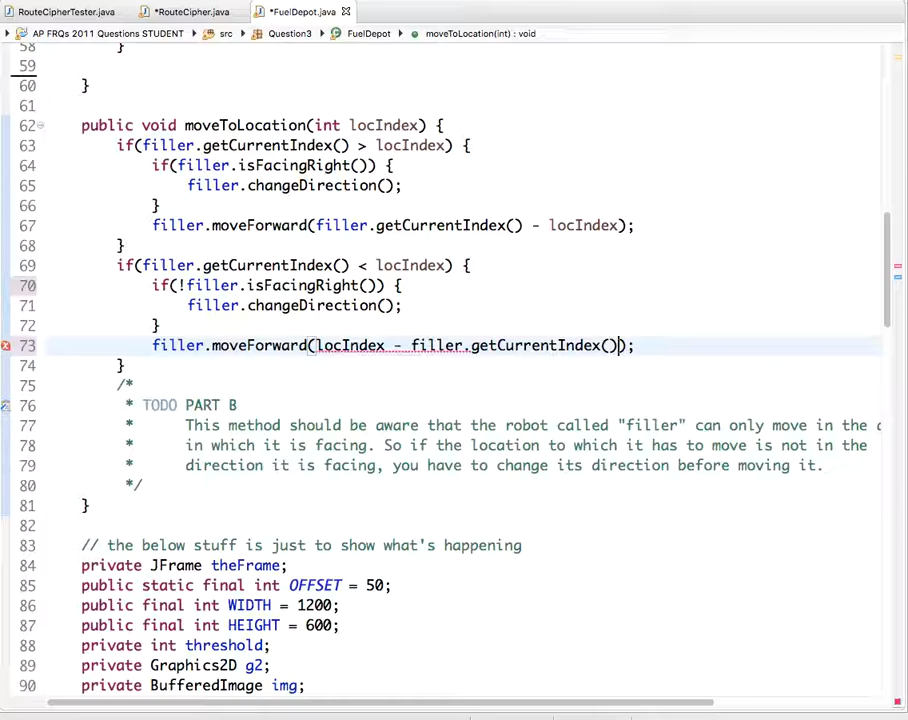 RouteCipherTester.java *RouteCipher.java *FuelDepot.java
AP FRQs 2011 Questions STUDENT src Question3 FuelDepot moveToLocation(int) : void
58 }
59
60 }
61
62 public void moveToLocation(int locIndex) {
63 if(filler.getCurrentIndex() > locIndex) {
64 if(filler.isFacingRight()) {
65 filler.changeDirection();
66 }
67 filler.moveForward(filler.getCurrentIndex() - locIndex);
68 }
69 if(filler.getCurrentIndex() < locIndex) {
70 if(!filler.isFacingRight()) {
71 filler.changeDirection();
72 }
73 filler.moveForward(locIndex - filler.getCurrentIndex());
74 }
75 /*
76 * TODO PART B
77 * This method should be aware that the robot called "filler" can only move in the
78 * in which it is facing. So if the location to which it has to move is not in the
79 * direction it is facing, you have to change its direction before moving it.
80 */
81 }
82
83 // the below stuff is just to show what's happening
84 private JFrame theFrame;
85 public static final int OFFSET = 50;
86 public final int WIDTH = 1200;
87 public final int HEIGHT = 600;
88 private int threshold;
89 private Graphics2D g2;
90 private BufferedImage img;